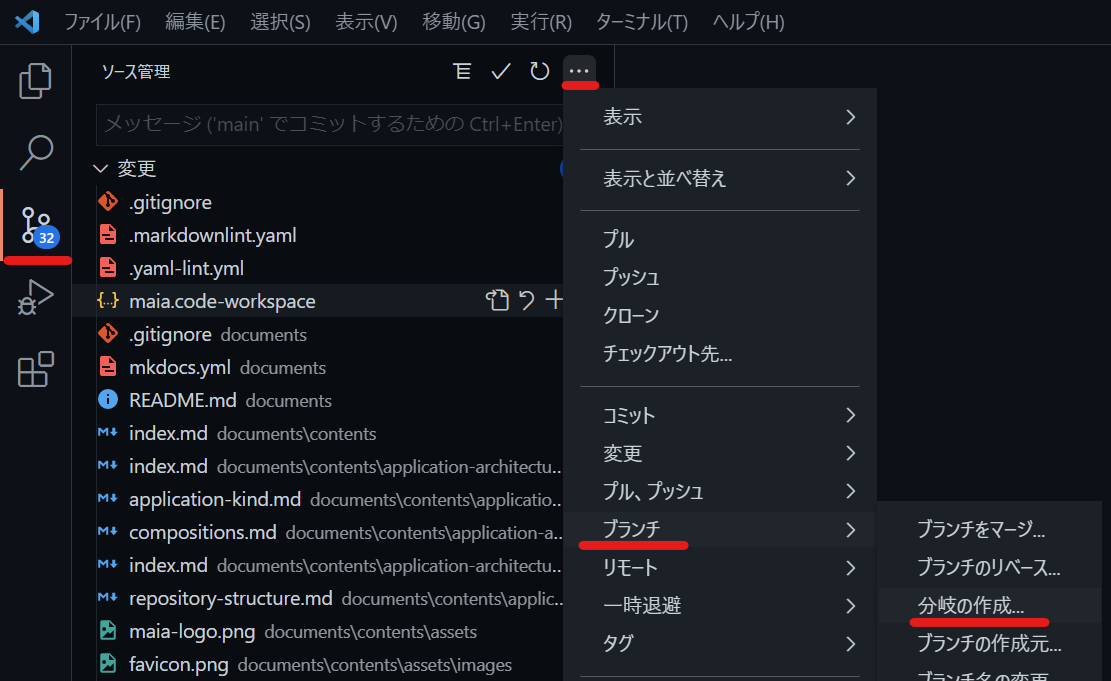 ファイル(F) 編集(E) 選択(S) 表示(V) 移動(G) 実行(R) ターミナル(T) ヘルプ(H)
ソース管理
メッセージ ('main' でコミットするための Ctrl+Enter)
変更
.gitignore
.markdownlint.yaml
.yaml-lint.yml
maia.code-workspace
.gitignore documents
mkdocs.yml documents
README.md documents
index.md documents\contents
index.md documents\contents\application-architectu...
application-kind.md documents\contents\applicatio...
compositions.md documents\contents\application-a...
index.md documents\contents\application-architectu...
repository-structure.md documents\contents\applic...
maia-logo.png documents\contents\assets
favicon.png documents\contents\assets\images
32
表示
表示と並べ替え
プル
プッシュ
クローン
チェックアウト先...
コミット
変更
プル、プッシュ
ブランチ
リモート
一時退避
タグ
ブランチをマージ...
ブランチのリベース...
分岐の作成...
ブランチの作成元...
ブランチ名の変更